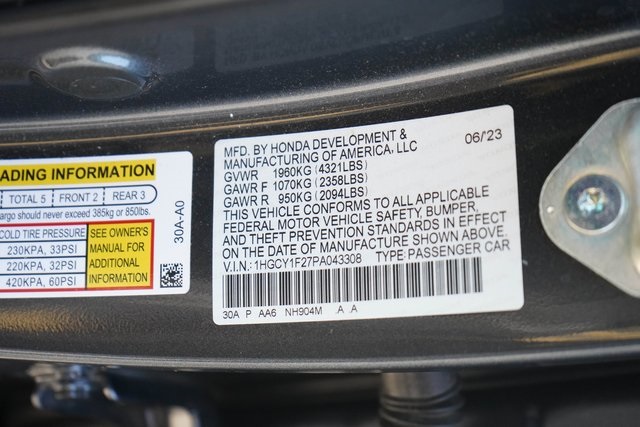 ADING INFORMATION
TOTAL 5 FRONT 2 REAR 3
argo should never exceed 385kg or 850lbs.
COLD TIRE PRESSURE
230KPA, 33PSI
220KPA, 32PSI
420KPA, 60PSI
SEE OWNER'S
MANUAL FOR
ADDITIONAL
INFORMATION
30A-A0
MFD. BY HONDA DEVELOPMENT & 06/'23
MANUFACTURING OF AMERICA, LLC
GVWR 1960KG (4321LBS)
GAWR F 1070KG (2358LBS)
GAWR R 950KG (2094LBS)
THIS VEHICLE CONFORMS TO ALL APPLICABLE
FEDERAL MOTOR VEHICLE SAFETY, BUMPER,
AND THEFT PREVENTION STANDARDS IN EFFECT
ON THE DATE OF MANUFACTURE SHOWN ABOVE.
V.I.N.: 1HGCY1F27PA043308 TYPE: PASSENGER CAR
30A P AA6 NH904M .A .A